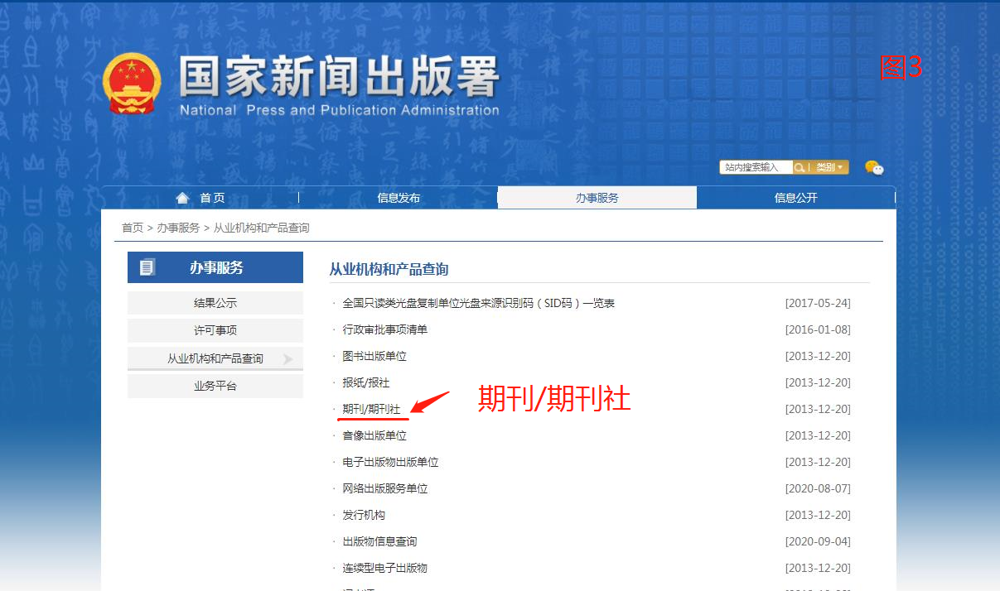 国家新闻出版署
National Press and Publication Administration
图3
站内搜索输入 类别
首页 信息发布 办事服务 信息公开
首页 > 办事服务 > 从业机构和产品查询
办事服务
结果公示
许可事项
从业机构和产品查询
业务平台
从业机构和产品查询
· 全国只读类光盘复制单位光盘来源识别码（SID码）一览表 [2017-05-24]
· 行政审批事项清单 [2016-01-08]
· 图书出版单位 [2013-12-20]
· 报纸/报社 [2013-12-20]
· 期刊/期刊社 [2013-12-20]
期刊/期刊社
· 音像出版单位 [2013-12-20]
· 电子出版物出版单位 [2013-12-20]
· 网络出版服务单位 [2020-08-07]
· 发行机构 [2013-12-20]
· 出版物信息查询 [2020-09-04]
· 连续型电子出版物 [2013-12-20]